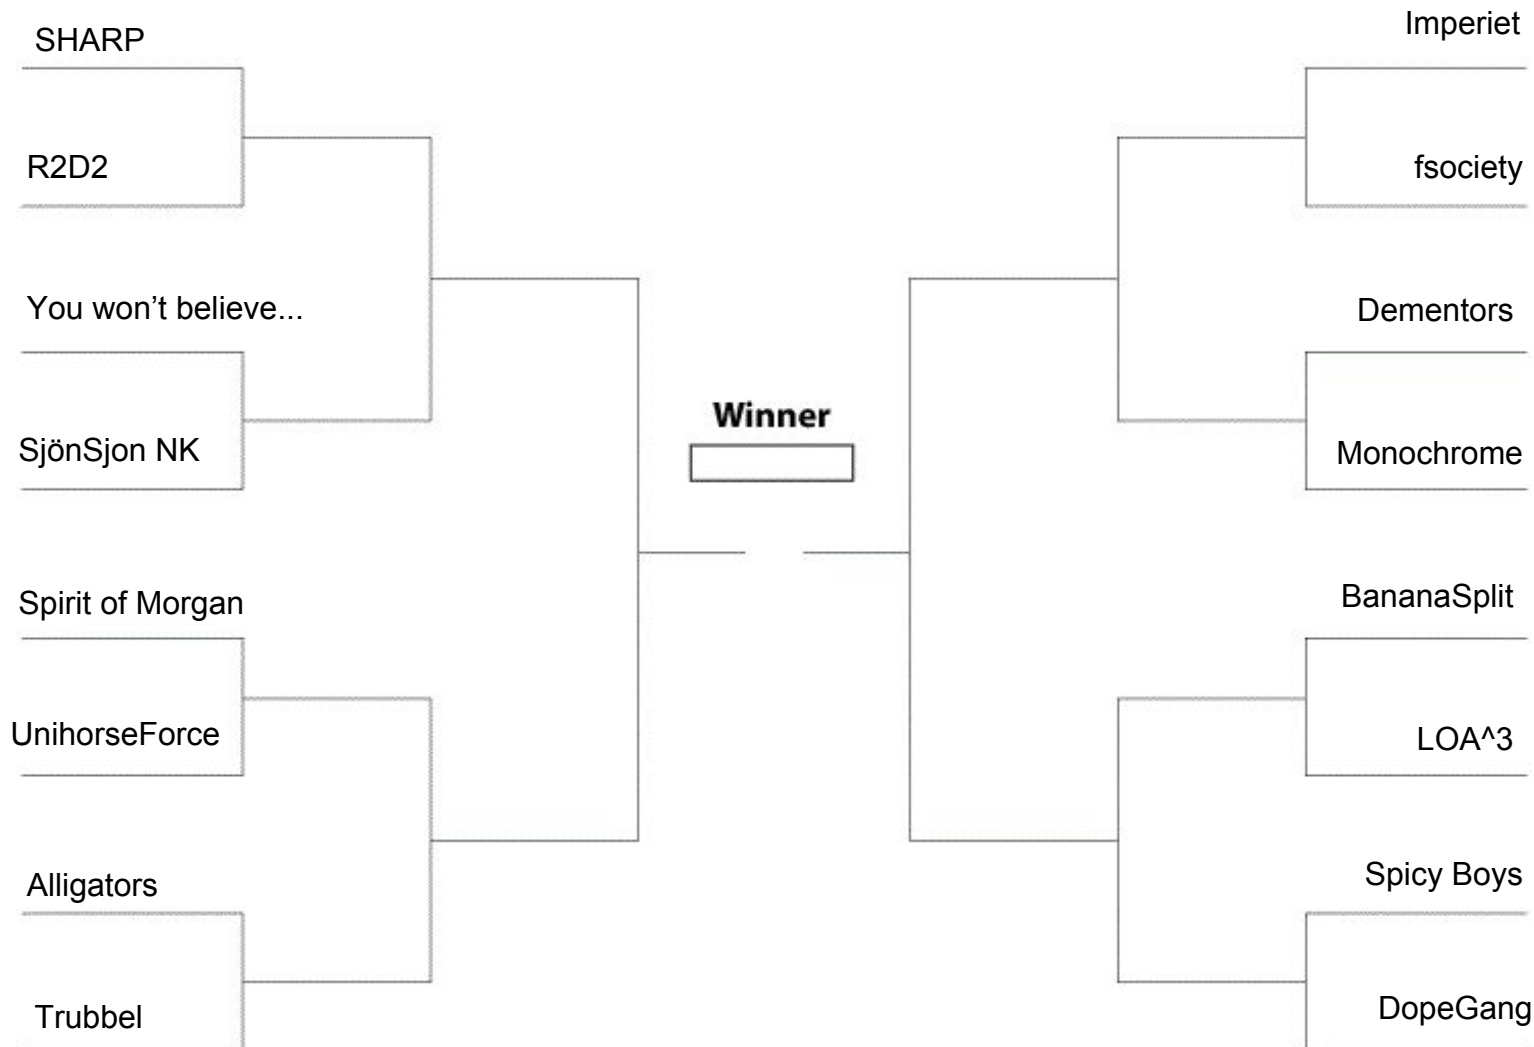 SHARP
R2D2
You won’t believe...
SjönSjon NK
Spirit of Morgan
UnihorseForce
Alligators
Trubbel
Winner
Imperiet
fsociety
Dementors
Monochrome
BananaSplit
LOA^3
Spicy Boys
DopeGang